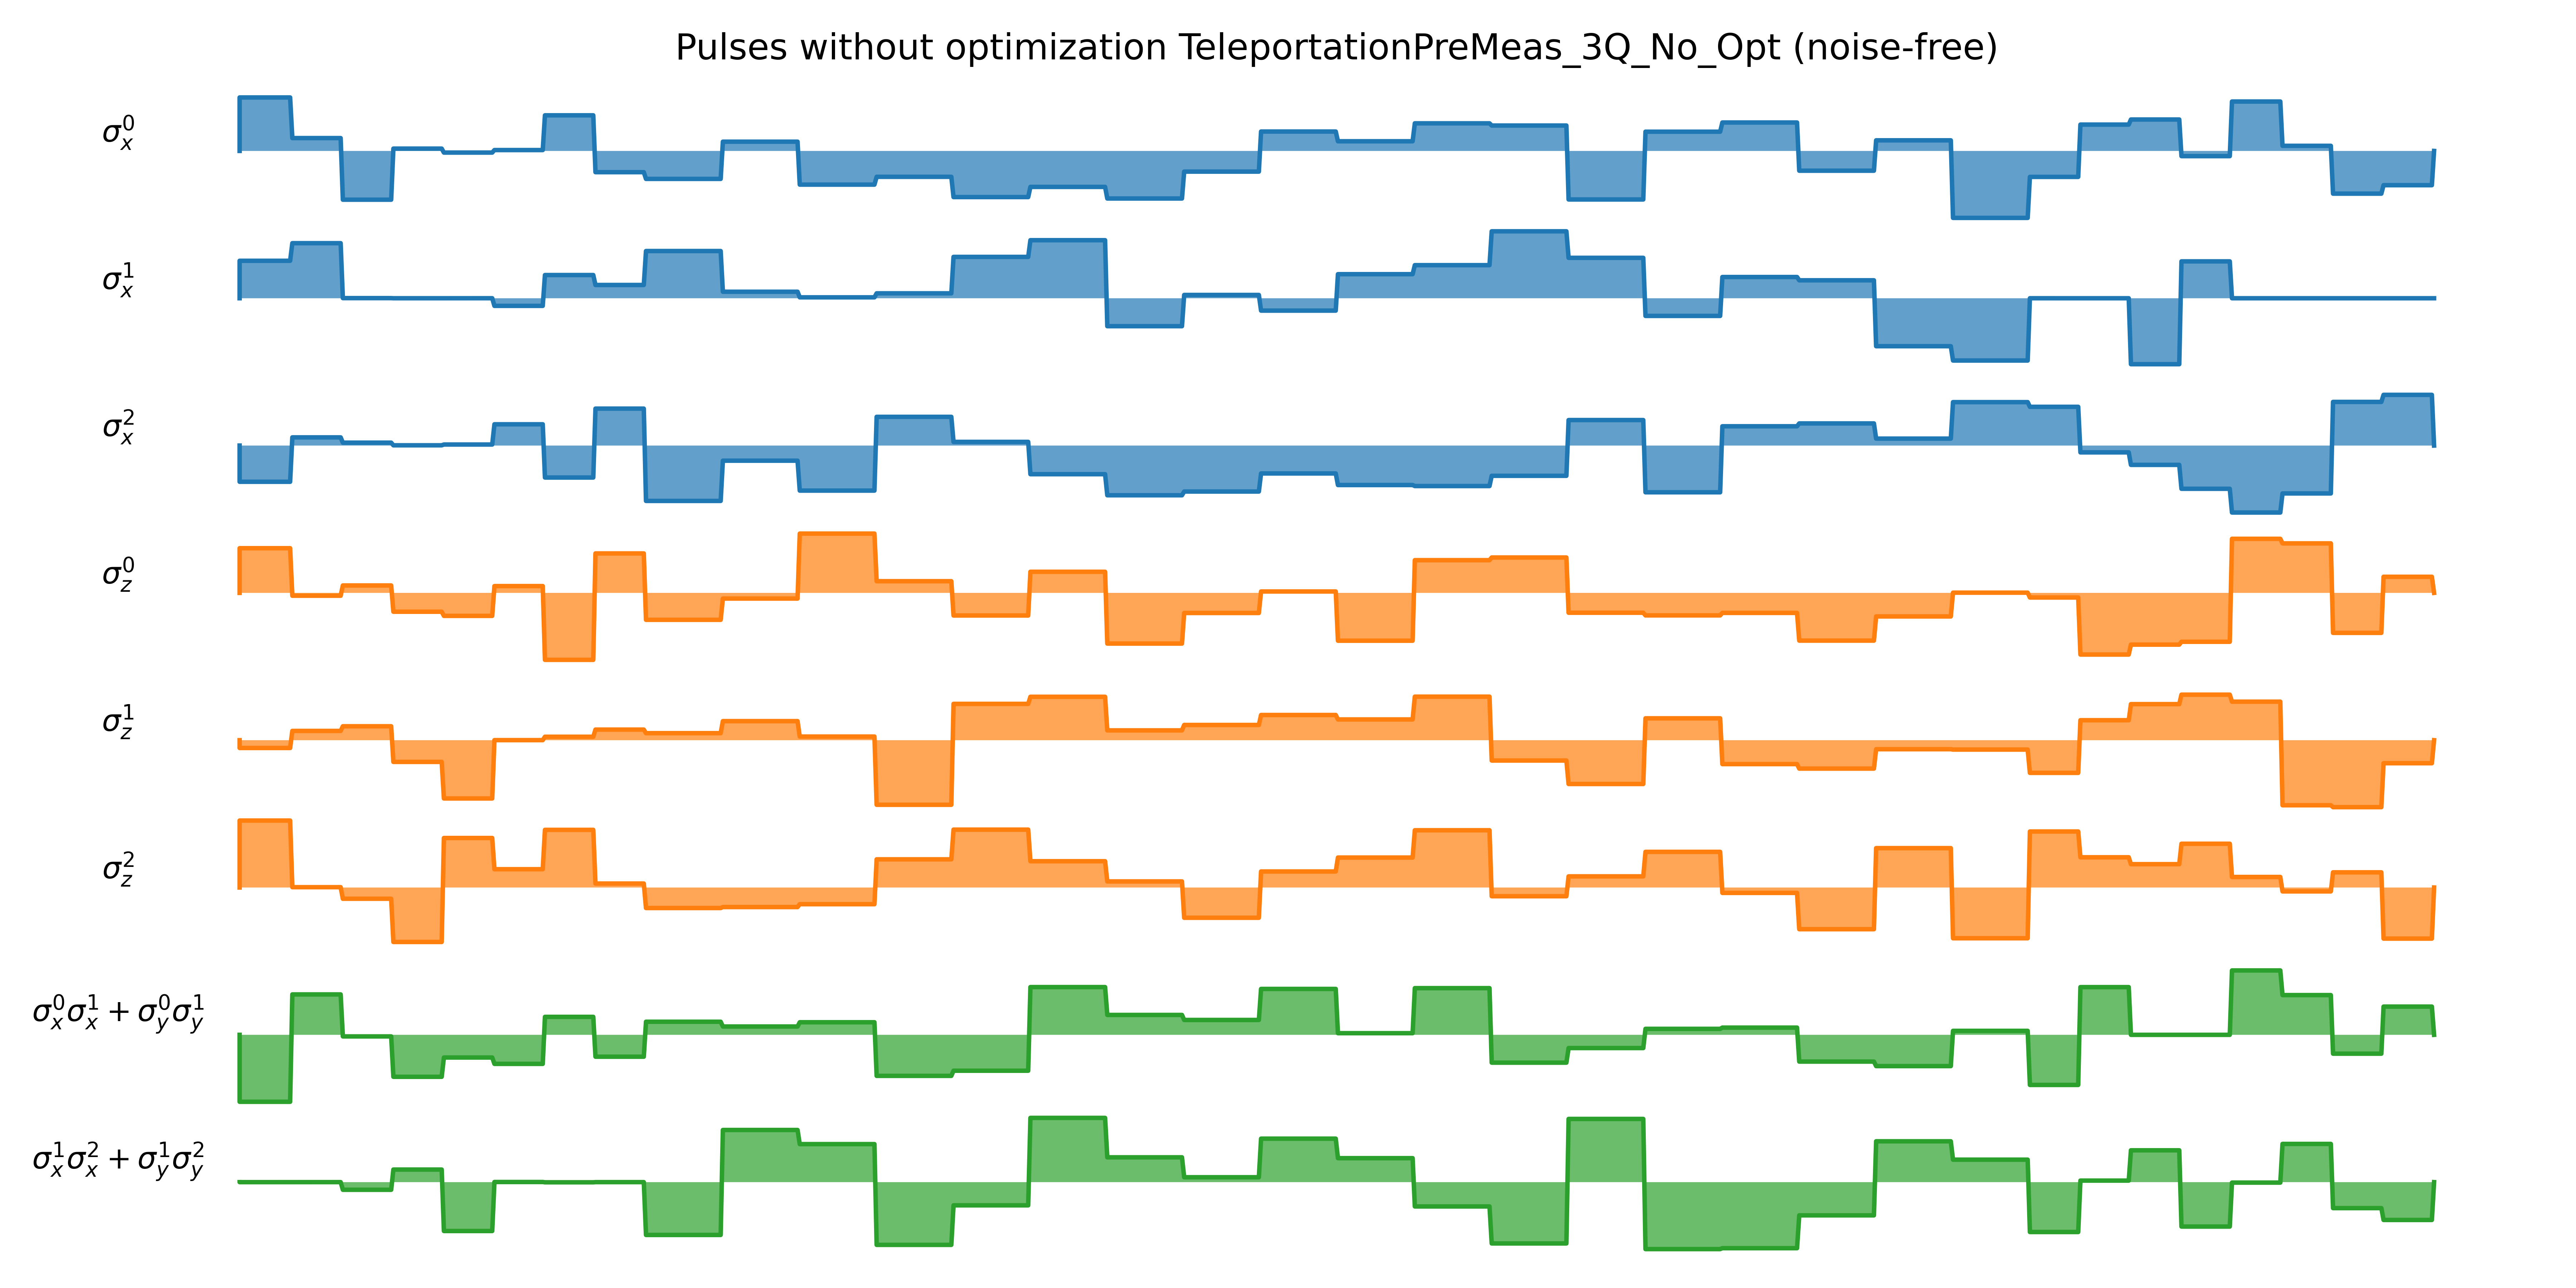 Pulses without optimization TeleportationPreMeas_3Q_No_Opt (noise-free)
σ_x^0
σ_x^1
σ_x^2
σ_z^0
σ_z^1
σ_z^2
σ_x^0σ_x^1 + σ_y^0σ_y^1
σ_x^1σ_x^2 + σ_y^1σ_y^2